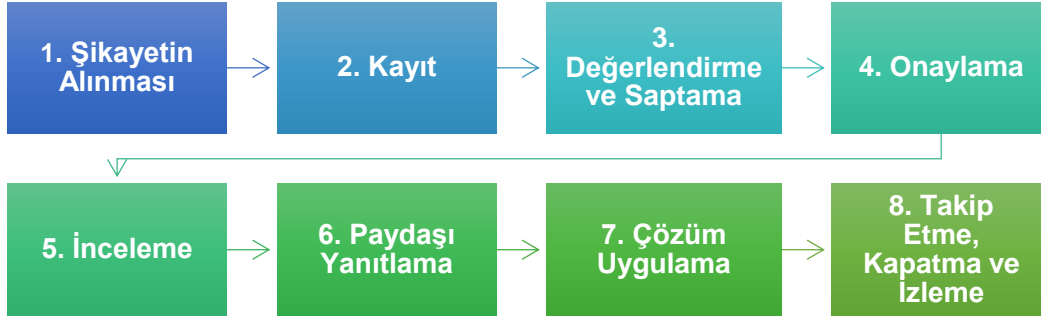 1. Şikayetin
Alınması
2. Kayıt
3.
Değerlendirme
ve Saptama
4. Onaylama
5. İnceleme
6. Paydaşı
Yanıtlama
7. Çözüm
Uygulama
8. Takip
Etme,
Kapatma ve
İzleme